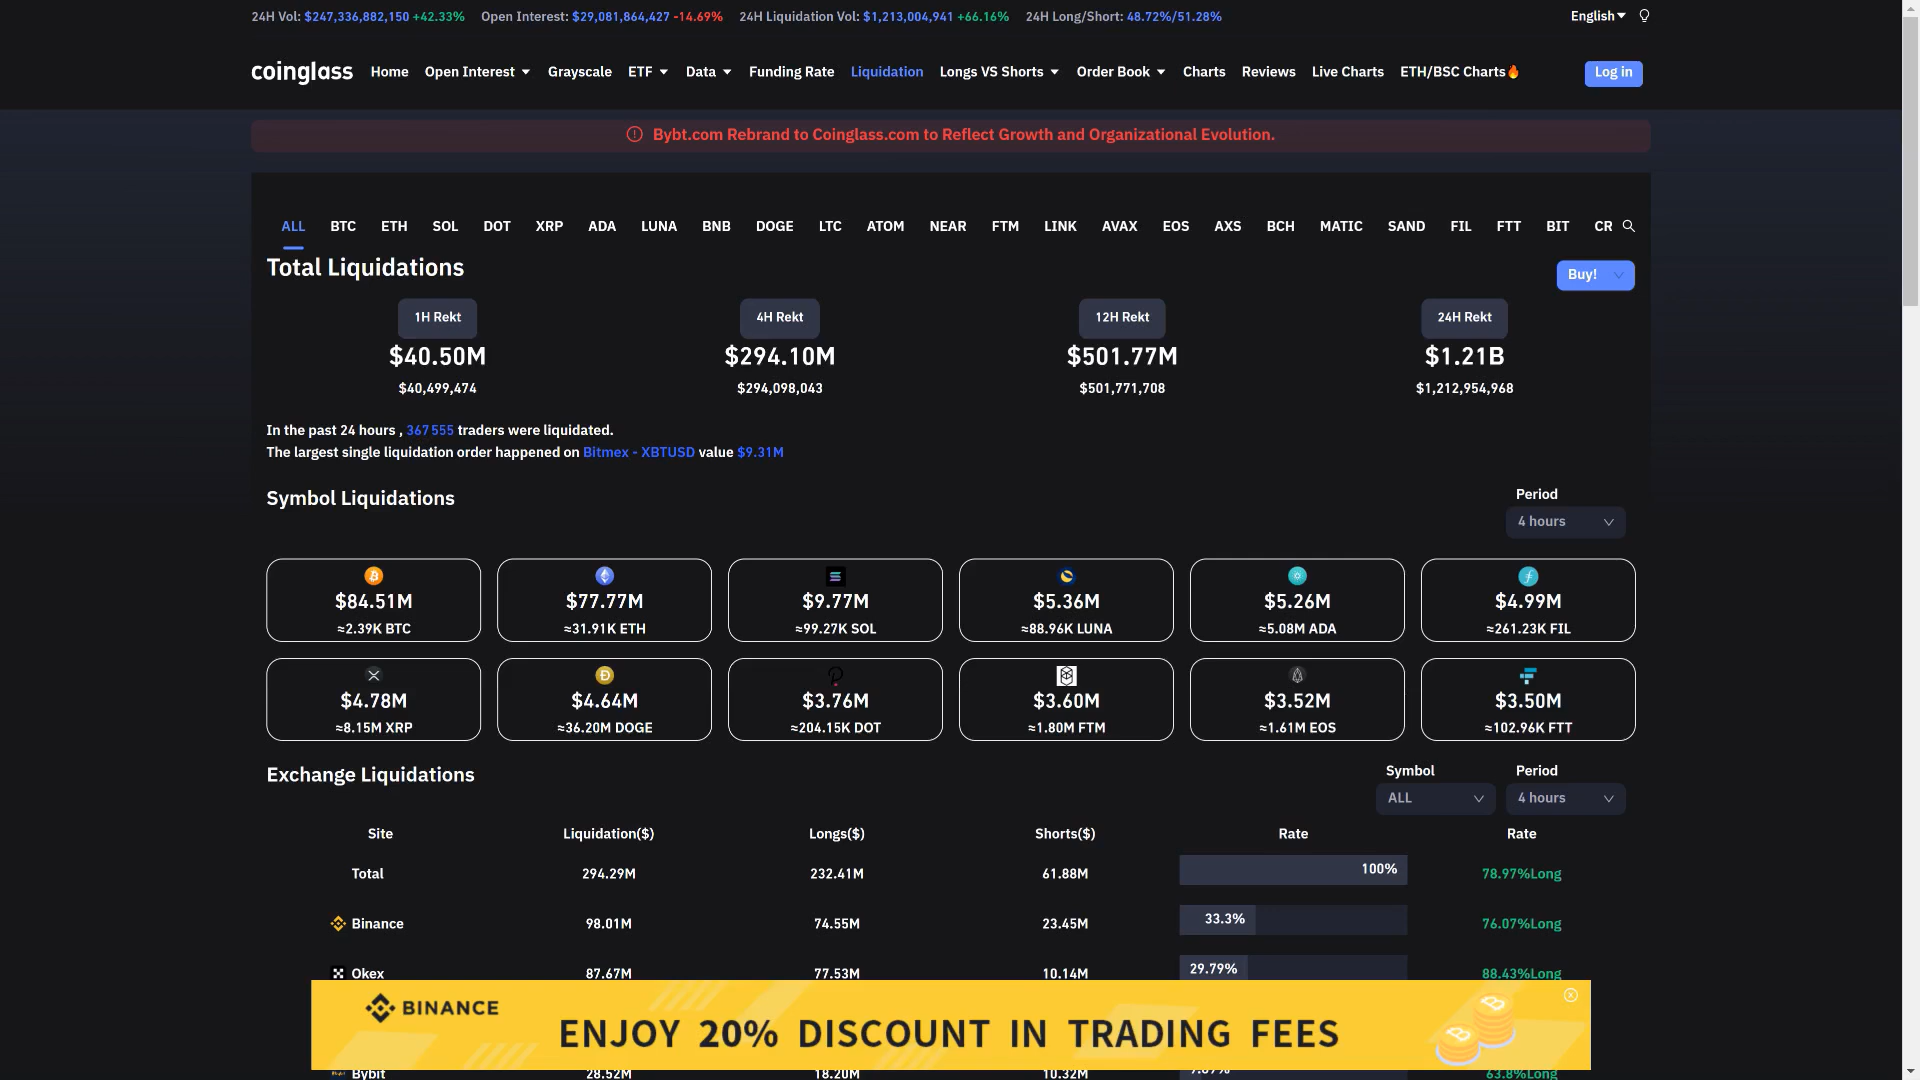 24H Vol: $247,336,882,150 +42.33% Open Interest: $29,081,864,427 -14.69% 24H Liquidation Vol: $1,213,004,941 +66.16% 24H Long/Short: 48.72%/51.28% English
coinglass Home Open Interest Grayscale ETF Data Funding Rate Liquidation Longs VS Shorts Order Book Charts Reviews Live Charts ETH/BSC Charts🔥 Log in
Bybt.com Rebrand to Coinglass.com to Reflect Growth and Organizational Evolution.
ALL BTC ETH SOL DOT XRP ADA LUNA BNB DOGE LTC ATOM NEAR FTM LINK AVAX EOS AXS BCH MATIC SAND FIL FTT BIT CR
Total Liquidations Buy!
1H Rekt 4H Rekt 12H Rekt 24H Rekt
$40.50M $294.10M $501.77M $1.21B
$40,499,474 $294,098,043 $501,771,708 $1,212,954,968
In the past 24 hours , 367 555 traders were liquidated.
The largest single liquidation order happened on Bitmex - XBTUSD value $9.31M
Symbol Liquidations Period
4 hours
$84.51M $77.77M $9.77M $5.36M $5.26M $4.99M
≈2.39K BTC ≈31.91K ETH ≈99.27K SOL ≈88.96K LUNA ≈5.08M ADA ≈261.23K FIL
$4.78M $4.64M $3.76M $3.60M $3.52M $3.50M
≈8.15M XRP ≈36.20M DOGE ≈204.15K DOT ≈1.80M FTM ≈1.61M EOS ≈102.96K FTT
Exchange Liquidations Symbol Period
ALL 4 hours
Site Liquidation($) Longs($) Shorts($) Rate Rate
Total 294.29M 232.41M 61.88M 100% 78.97%Long
Binance 98.01M 74.55M 23.45M 33.3% 76.07%Long
Okex 87.67M 77.53M 10.14M 29.79% 88.43%Long
BINANCE
ENJOY 20% DISCOUNT IN TRADING FEES
Bybit 28.52M 18.20M 10.32M 63.8%Long